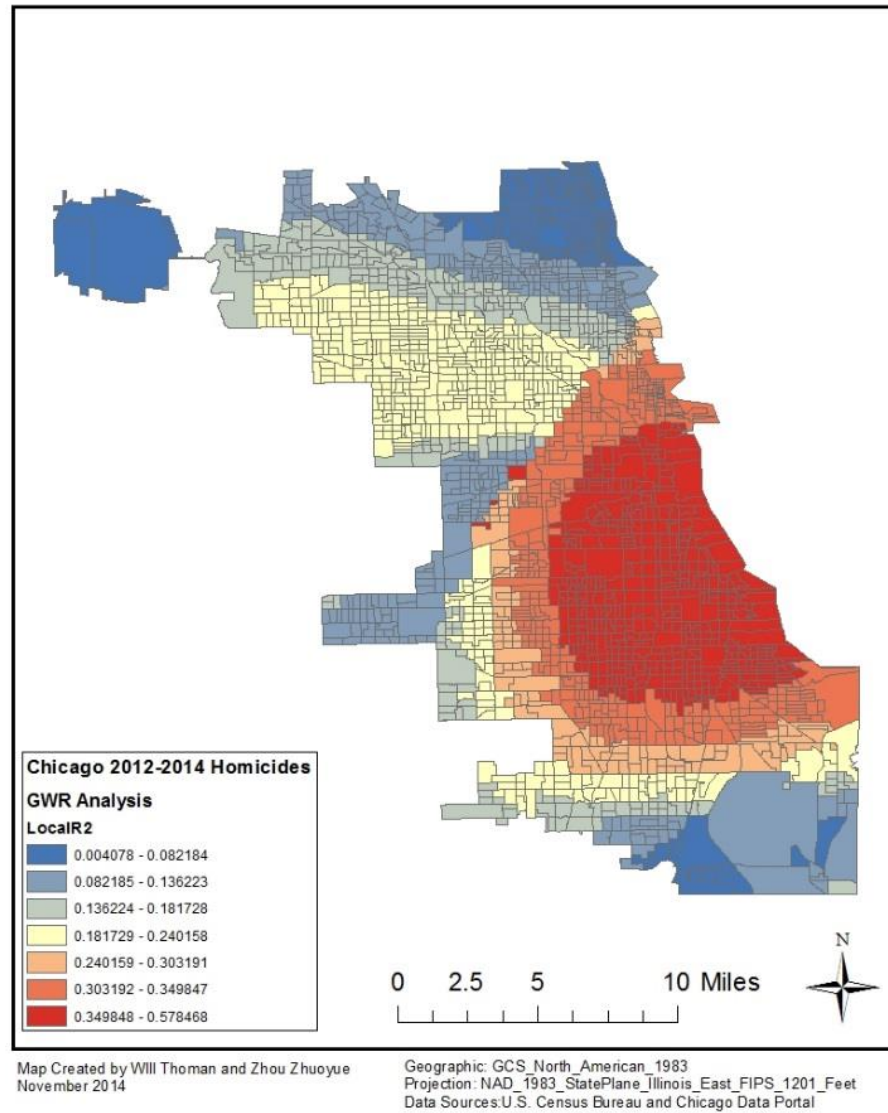 Chicago 2012-2014 Homicides
GWR Analysis
LocalR2
0.004078 - 0.082184
0.082185 - 0.136223
0.136224 - 0.181728
0.181729 - 0.240158
0.240159 - 0.303191
0.303192 - 0.349847
0.349848 - 0.578468
0 2.5 5 10 Miles
N
Map Created by WIll Thoman and Zhou Zhuoyue
November 2014
Geographic: GCS_North_American_1983
Projection: NAD_1983_StatePlane_Illinois_East_FIPS_1201_Feet
Data Sources:U.S. Census Bureau and Chicago Data Portal